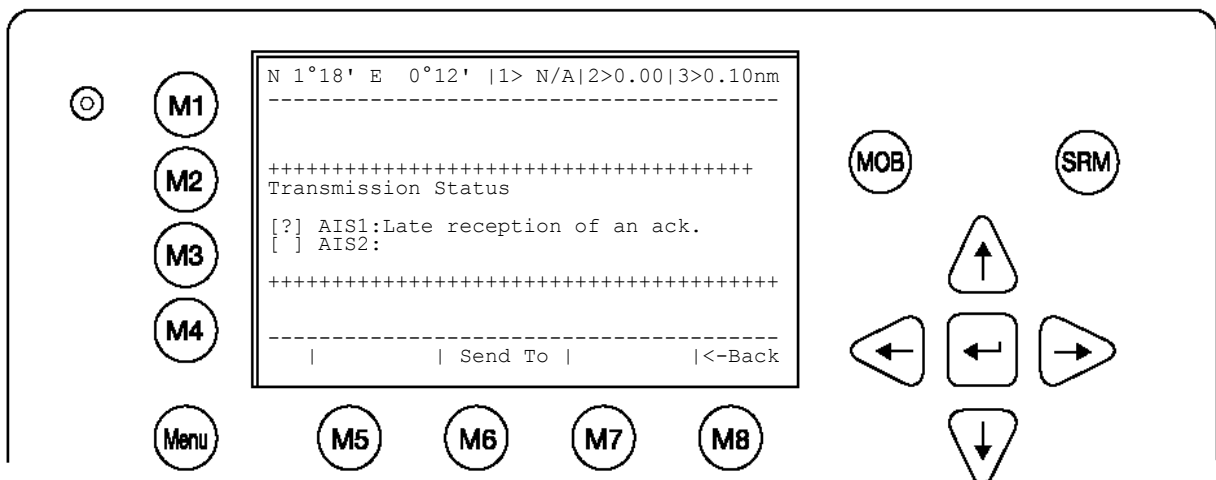 N 1°18' E 0°12' |1> N/A|2>0.00|3>0.10nm
----------------------------------------
M1
M2
MOB
SRM
++++++++++++++++++++++++++++++++++++++
Transmission Status
[?] AIS1:Late reception of an ack.
[ ] AIS2:
M3
++++++++++++++++++++++++++++++++++++++++
M4
----------------------------------------
| | Send To | |<-Back
Menu
M5
M6
M7
M8